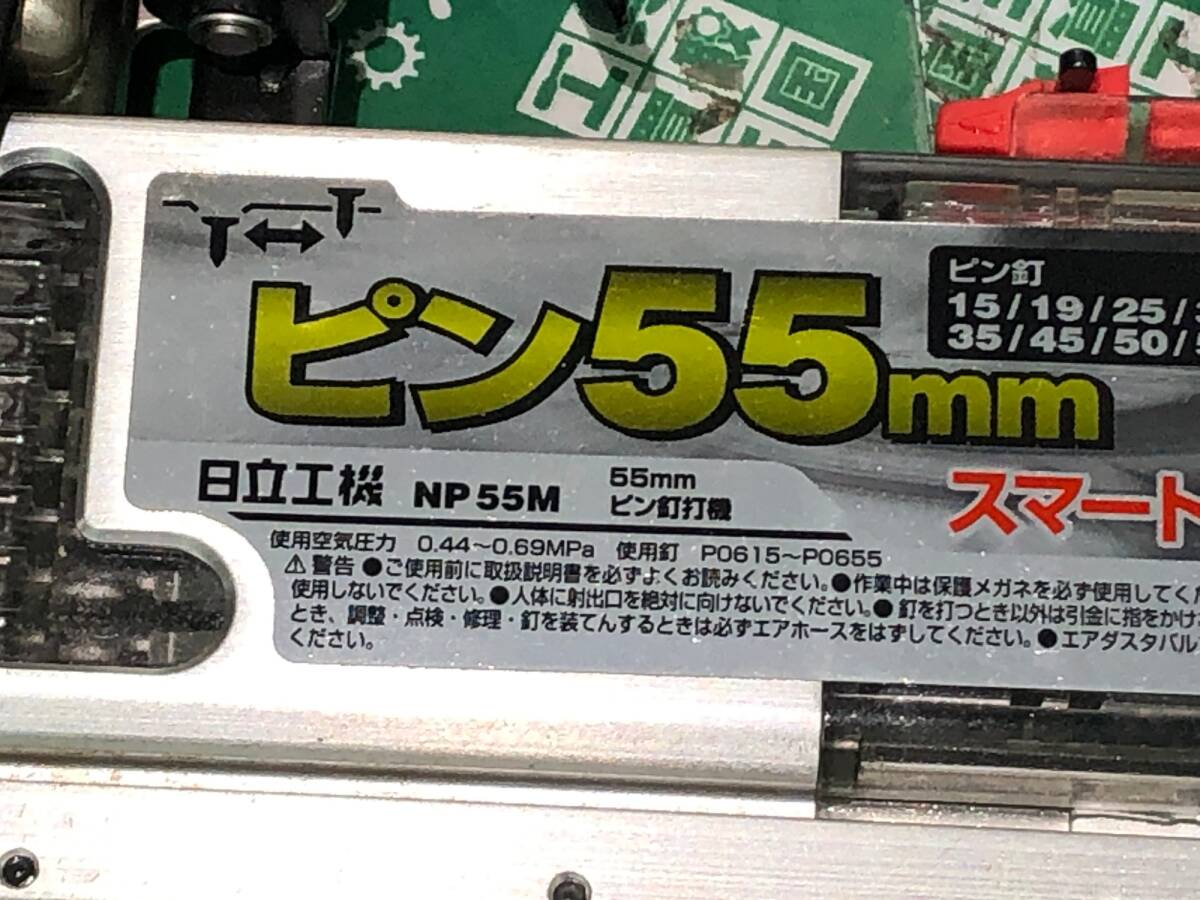 ピン釘
15/19/25/
35/45/50/
ピン55mm
スマート
日立工機 NP55M 55mm
ピン釘打機
使用空気圧力 0.44~0.69MPa 使用釘 P0615~P0655
⚠警告 ●ご使用前に取扱説明書を必ずよくお読みください。●作業中は保護メガネを必ず使用してく
使用しないでください。●人体に射出口を絶対に向けないでください。●釘を打つとき以外は引金に指をかけ
とき、調整・点検・修理・釘を装てんするときは必ずエアホースをはずしてください。●エアダスタバル
ください。